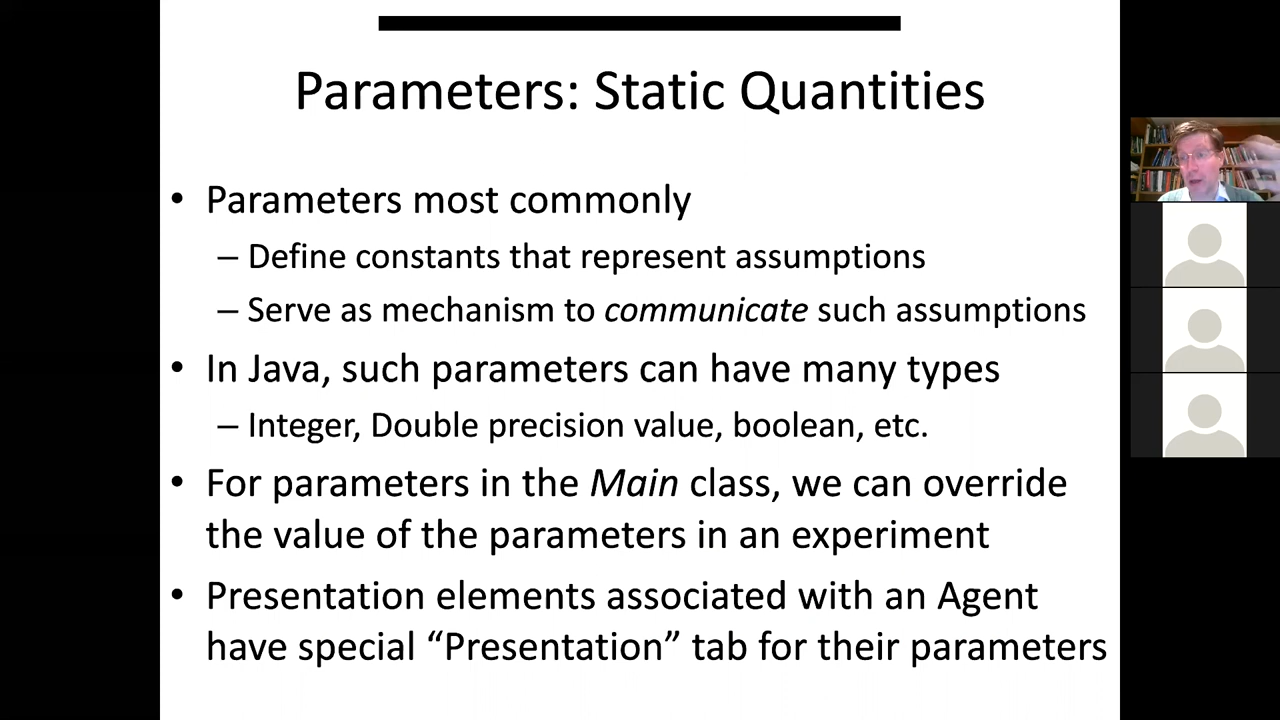 Parameters: Static Quantities
• Parameters most commonly
– Define constants that represent assumptions
– Serve as mechanism to communicate such assumptions
• In Java, such parameters can have many types
– Integer, Double precision value, boolean, etc.
• For parameters in the Main class, we can override
the value of the parameters in an experiment
• Presentation elements associated with an Agent
have special “Presentation” tab for their parameters